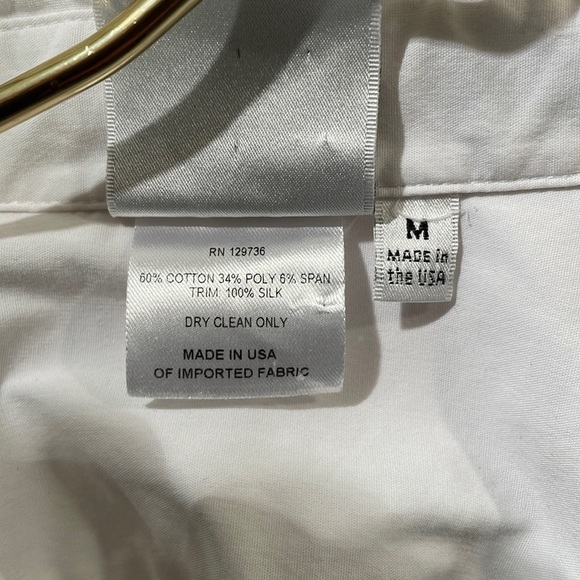 RN 129736
60% COTTON 34% POLY 6% SPAN
TRIM: 100% SILK
DRY CLEAN ONLY
MADE IN USA
OF IMPORTED FABRIC
M
MADE in
the USA